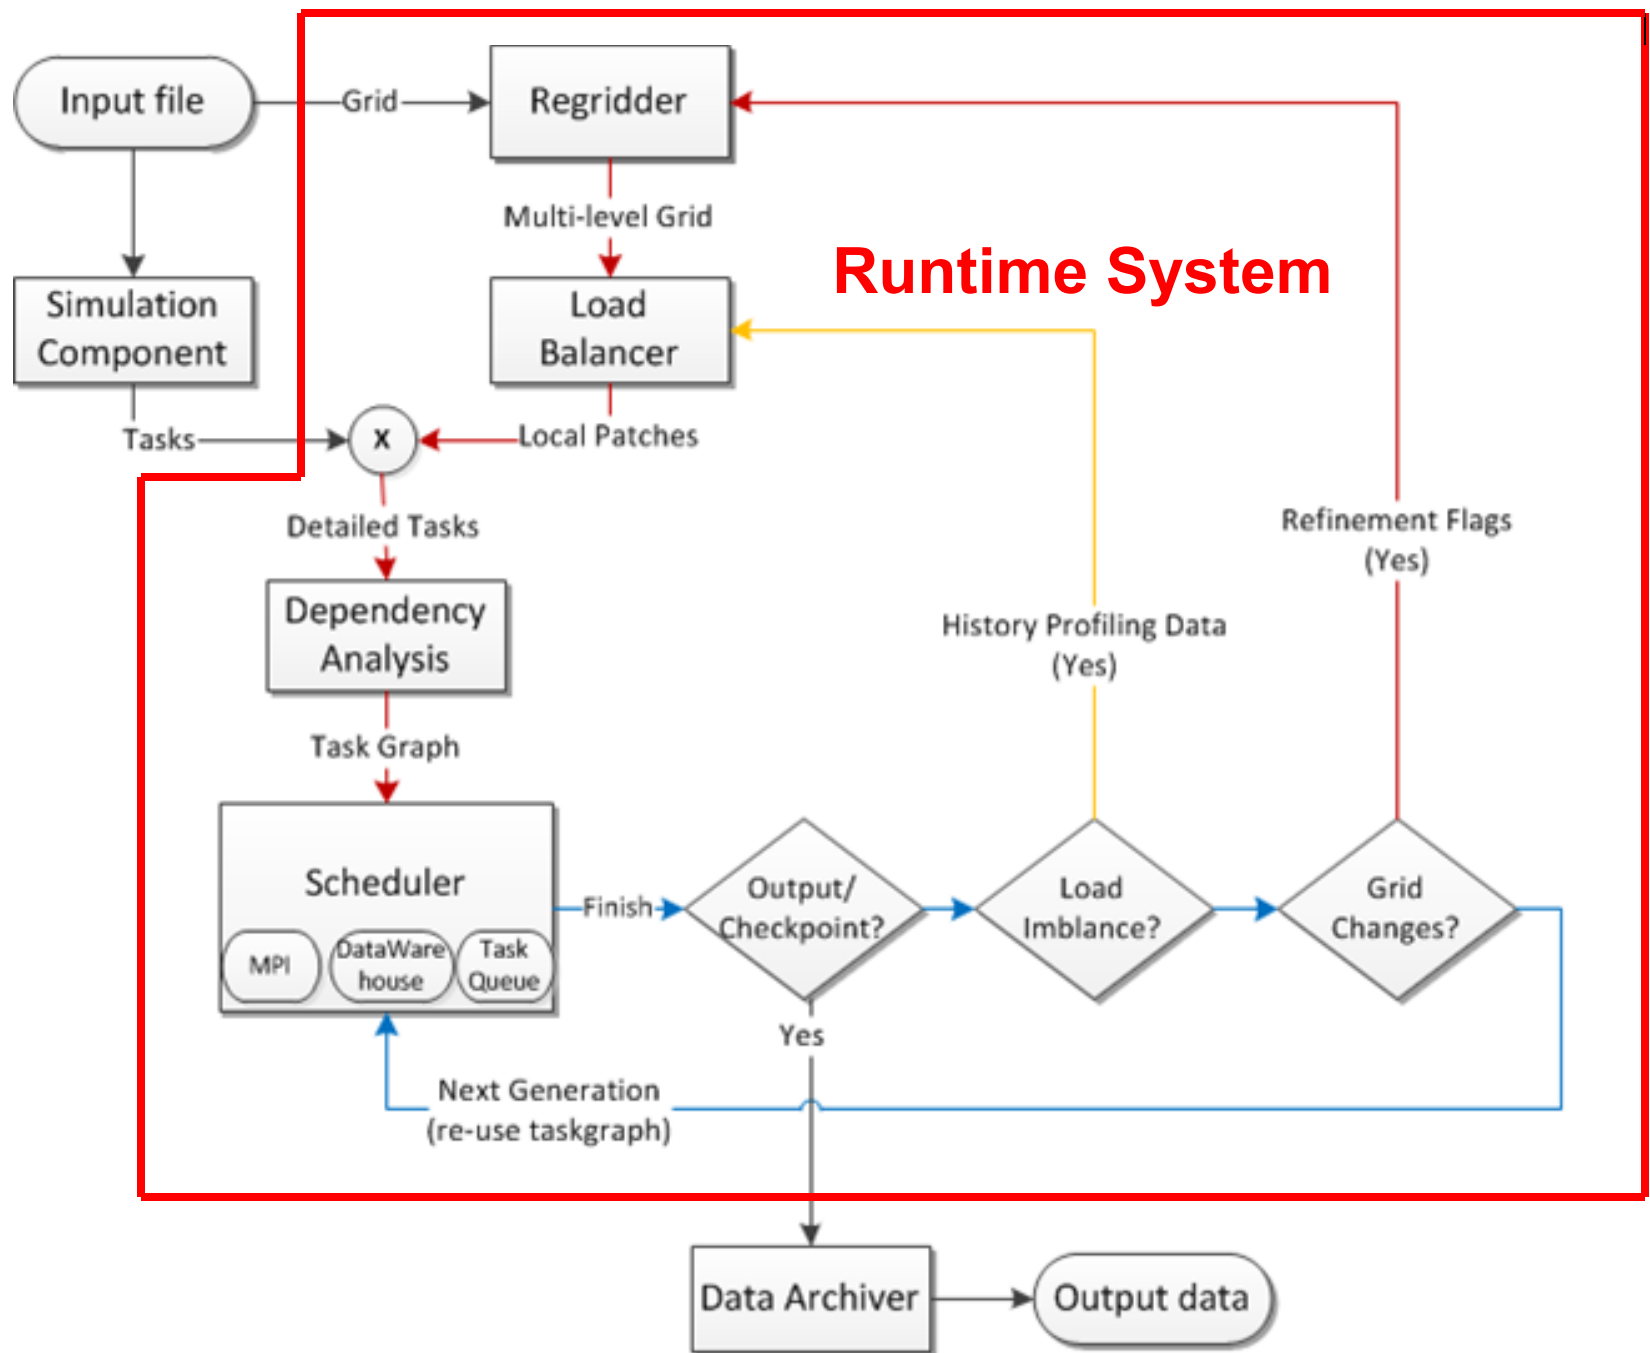 Input file
Grid
Regridder
Multi-level Grid
Runtime System
Simulation
Component
Load
Balancer
Tasks
X
Local Patches
Detailed Tasks
Refinement Flags
(Yes)
Dependency
Analysis
History Profiling Data
(Yes)
Task Graph
Scheduler
MPI
DataWare
house
Task
Queue
Finish
Output/
Checkpoint?
Load
Imblance?
Grid
Changes?
Yes
Next Generation
(re-use taskgraph)
Data Archiver
Output data